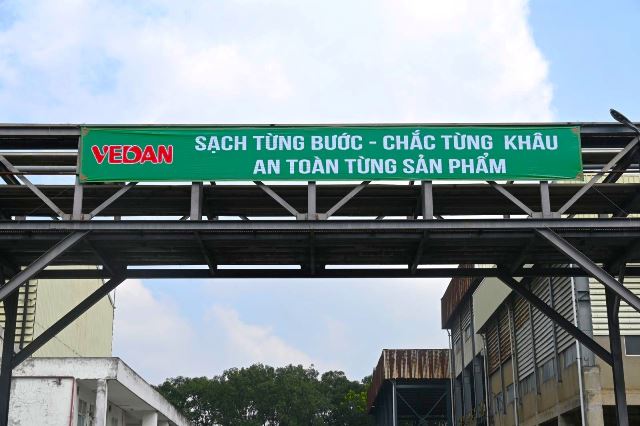 VEDAN
SẠCH TỪNG BƯỚC - CHẮC TỪNG KHÂU
AN TOÀN TỪNG SẢN PHẨM